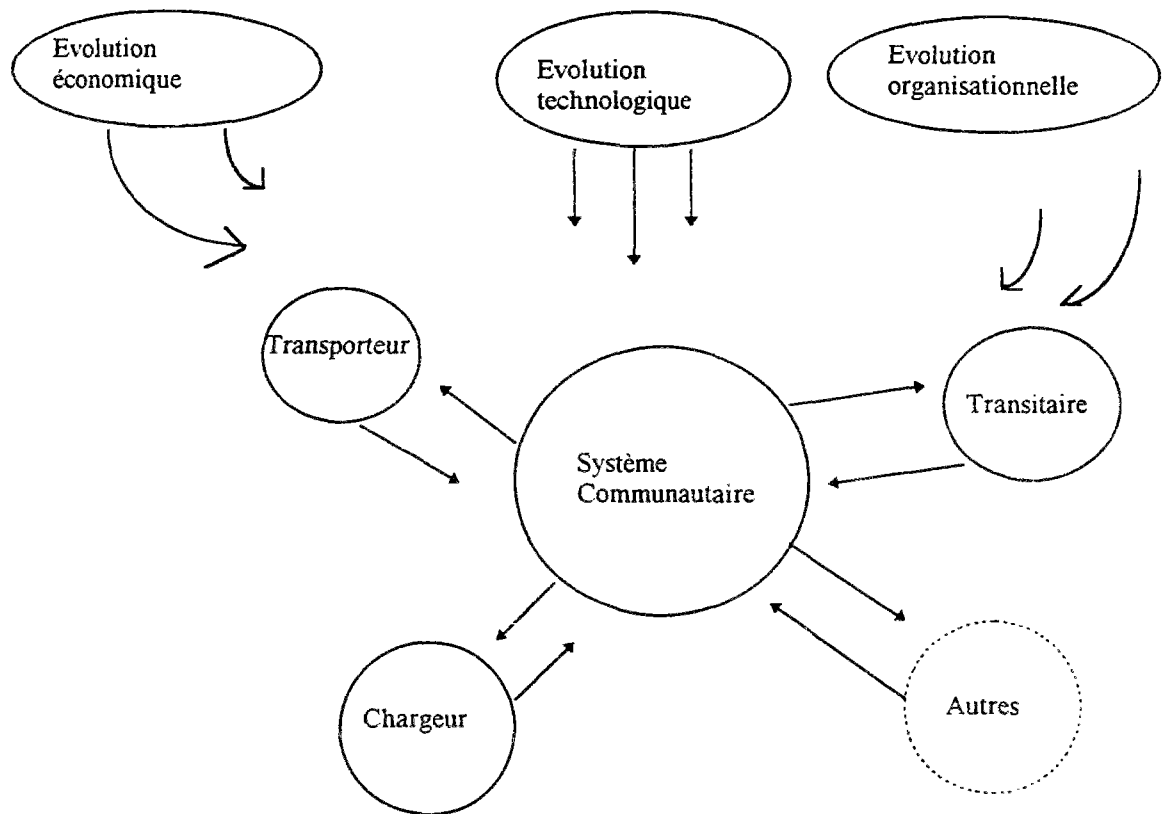 Evolution
économique
Evolution
technologique
Evolution
organisationnelle
Transporteur
Transitaire
Système
Communautaire
Chargeur
Autres